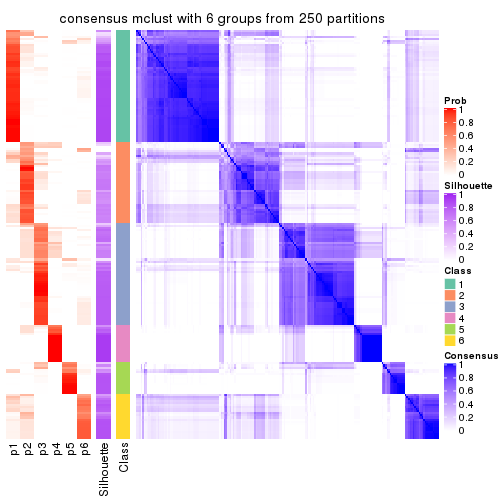 consensus mclust with 6 groups from 250 partitions
Prob
1
0.8
0.6
0.4
0.2
0
Silhouette
1
0.8
0.6
0.4
0.2
0
Class
1
2
3
4
5
6
Consensus
1
0.8
0.6
0.4
0.2
0
p1
p2
p3
p4
p5
p6
Silhouette
Class